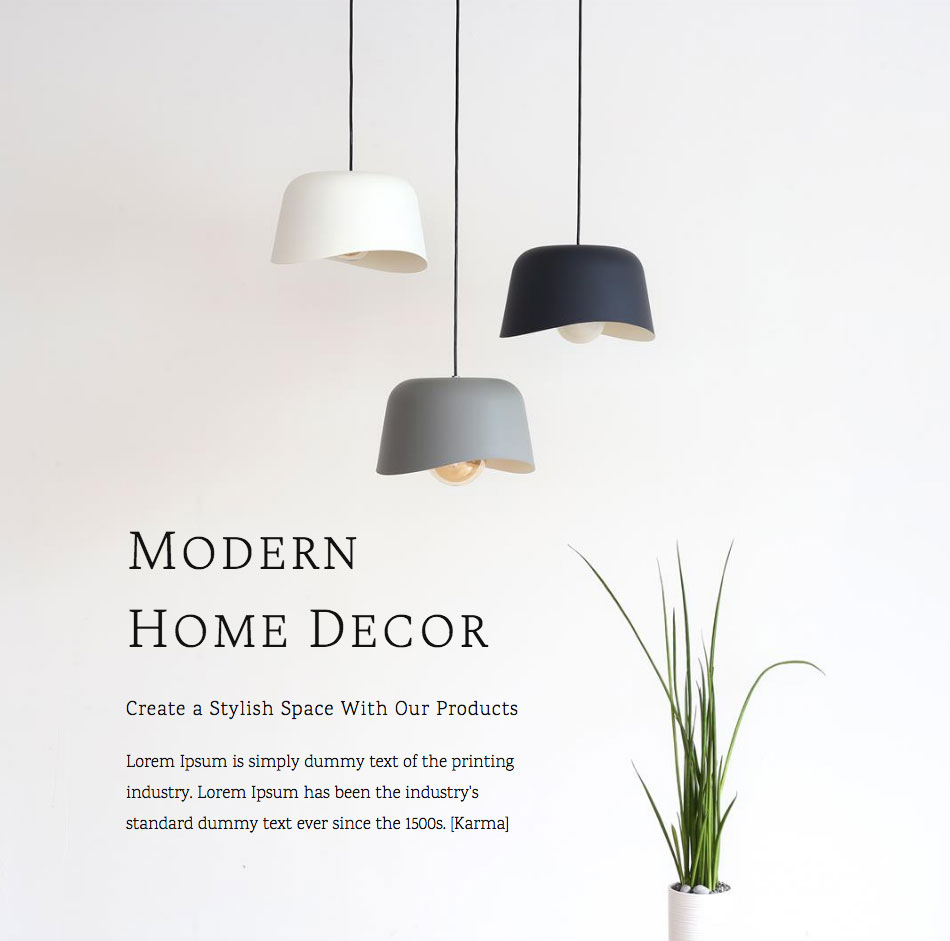 Modern
Home Decor
Create a Stylish Space With Our Products
Lorem Ipsum is simply dummy text of the printing
industry. Lorem Ipsum has been the industry's
standard dummy text ever since the 1500s. [Karma]